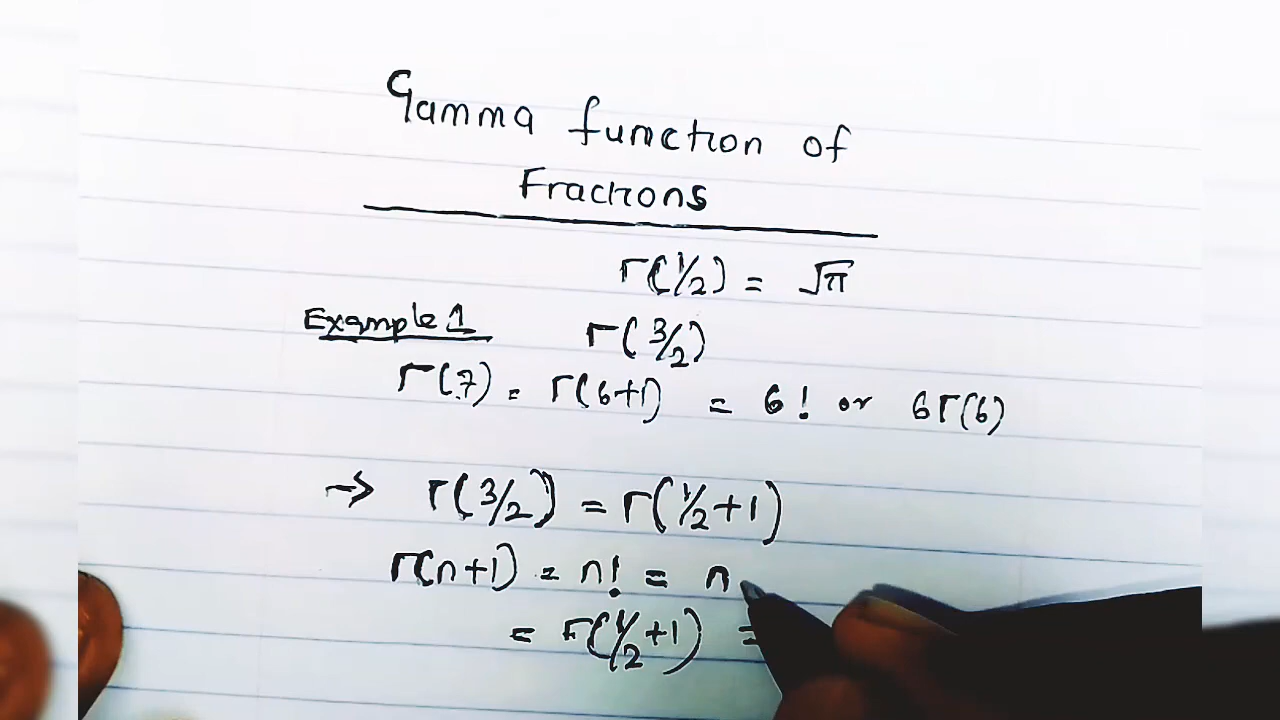 Gamma function of
Fractions
Γ(1/2) = √π
Example 1 Γ(3/2)
Γ(7) = Γ(6+1) = 6! or 6Γ(6)
→ Γ(3/2) = Γ(1/2+1)
Γ(n+1) = n! = n
= Γ(1/2+1) =